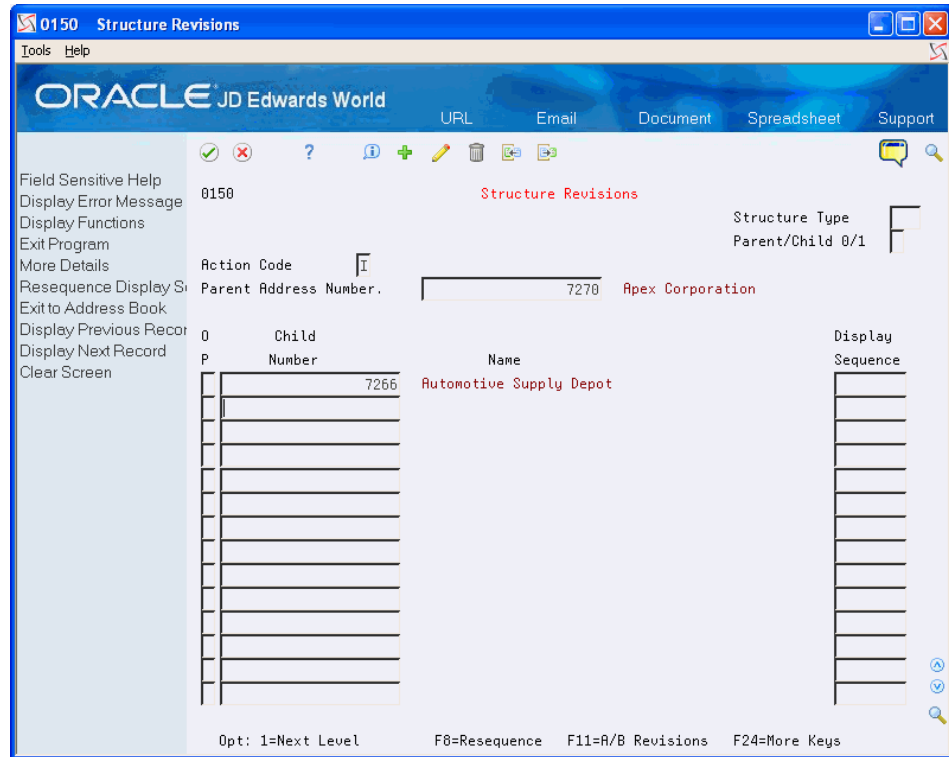 0150 Structure Revisions
Tools Help
ORACLE JD Edwards World
URL Email Document Spreadsheet Support
Field Sensitive Help
Display Error Message
Display Functions
Exit Program
More Details
Resequence Display S
Exit to Address Book
Display Previous Recor
Display Next Record
Clear Screen
0150 Structure Revisions
Structure Type
Parent/Child 0/1
Action Code I
Parent Address Number. 7270 Apex Corporation
O Child Display
P Number Name Sequence
7266 Automotive Supply Depot
Opt: 1=Next Level F8=Resequence F11=A/B Revisions F24=More Keys